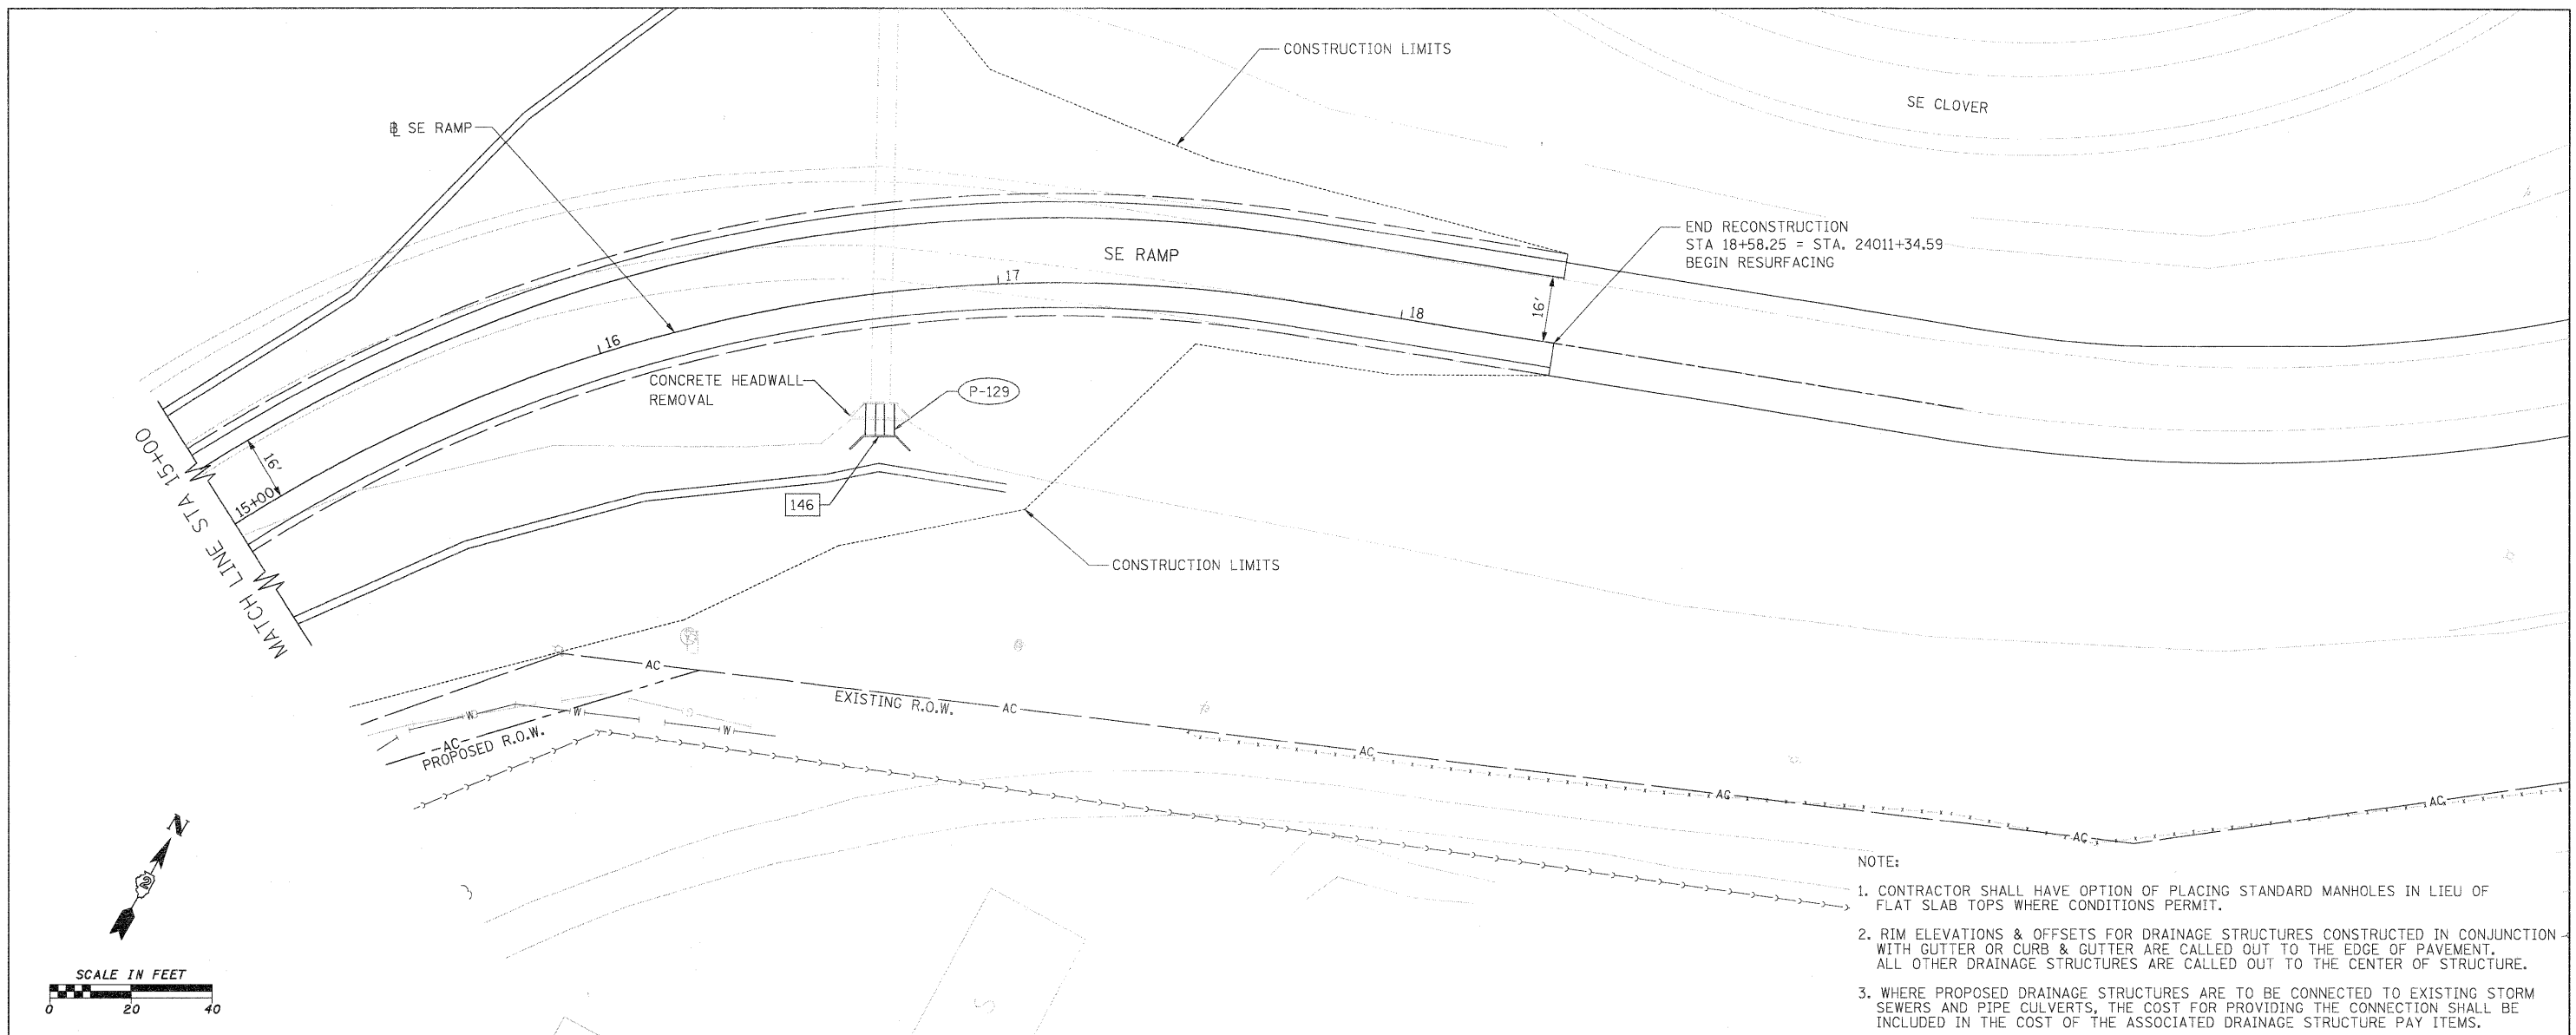 CONSTRUCTION LIMITS
SE CLOVER
℄ SE RAMP
END RECONSTRUCTION
STA 18+58.25 = STA. 24011+34.59
BEGIN RESURFACING
SE RAMP
17
16'
18
16
CONCRETE HEADWALL
REMOVAL
P-129
16'
15+00
146
MATCH LINE STA 15+00
CONSTRUCTION LIMITS
AC
EXISTING R.O.W.
AC
W
W
W
AC
PROPOSED R.O.W.
AC
AC
AC
AC
N
2
SCALE IN FEET
0 20 40
NOTE:
1. CONTRACTOR SHALL HAVE OPTION OF PLACING STANDARD MANHOLES IN LIEU OF
FLAT SLAB TOPS WHERE CONDITIONS PERMIT.
2. RIM ELEVATIONS & OFFSETS FOR DRAINAGE STRUCTURES CONSTRUCTED IN CONJUNCTION
WITH GUTTER OR CURB & GUTTER ARE CALLED OUT TO THE EDGE OF PAVEMENT.
ALL OTHER DRAINAGE STRUCTURES ARE CALLED OUT TO THE CENTER OF STRUCTURE.
3. WHERE PROPOSED DRAINAGE STRUCTURES ARE TO BE CONNECTED TO EXISTING STORM
SEWERS AND PIPE CULVERTS, THE COST FOR PROVIDING THE CONNECTION SHALL BE
INCLUDED IN THE COST OF THE ASSOCIATED DRAINAGE STRUCTURE PAY ITEMS.